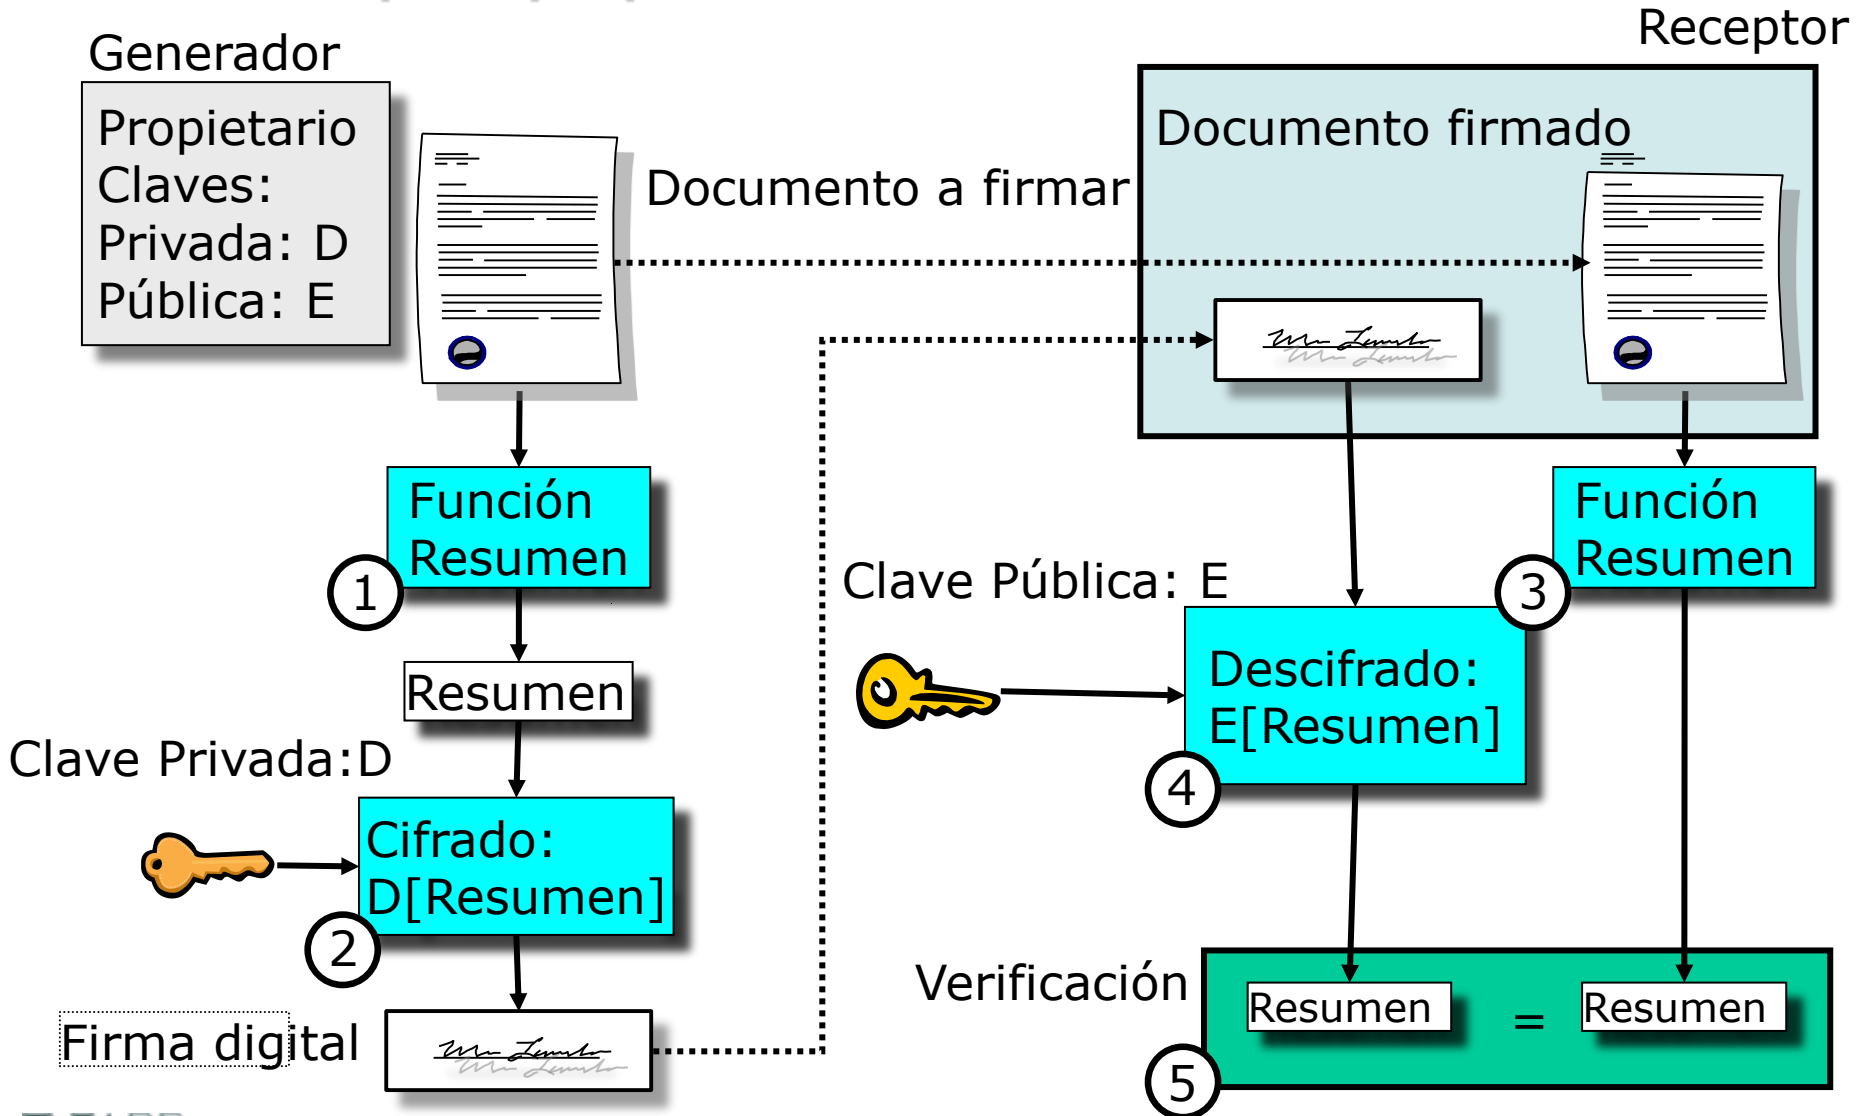 Generador
Propietario
Claves:
Privada: D
Pública: E
Documento a firmar
Receptor
Documento firmado
Función
Resumen
1
Resumen
Clave Privada:D
Cifrado:
D[Resumen]
2
Firma digital
Función
Resumen
3
Clave Pública: E
Descifrado:
E[Resumen]
4
Verificación
Resumen = Resumen
5